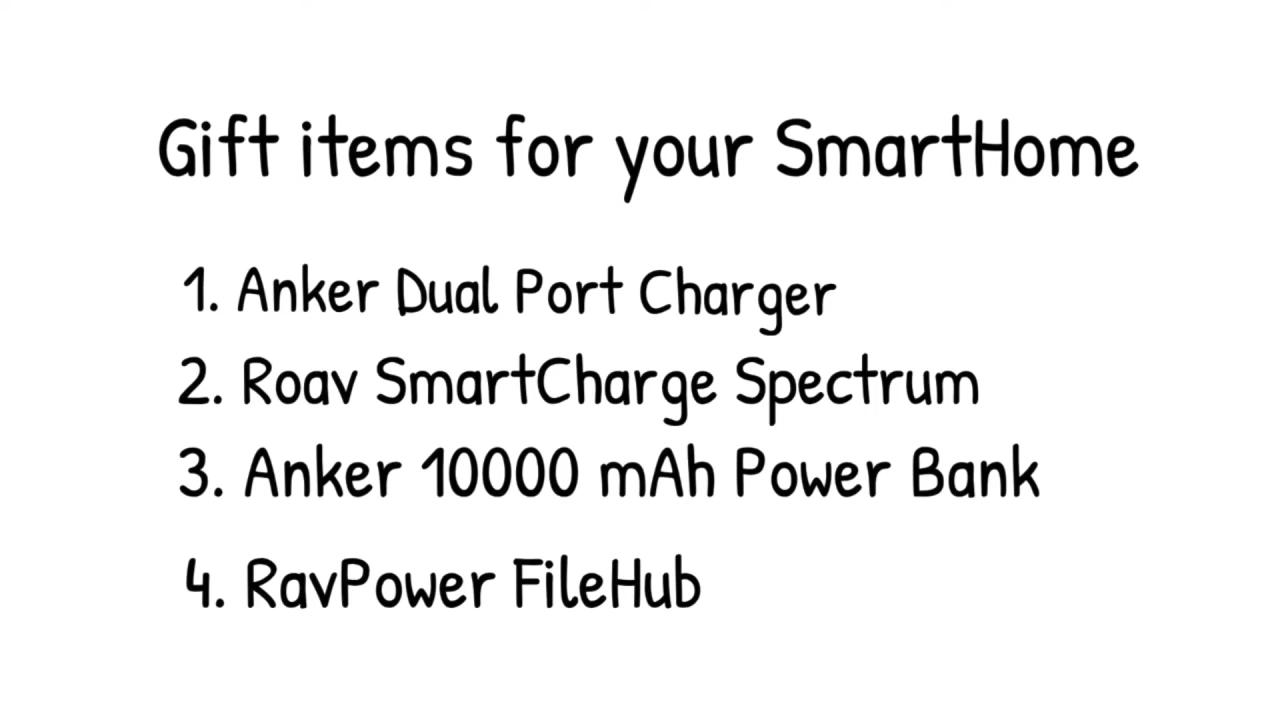 Gift items for your SmartHome
1. Anker Dual Port Charger
2. Roav SmartCharge Spectrum
3. Anker 10000 mAh Power Bank
4. RavPower FileHub